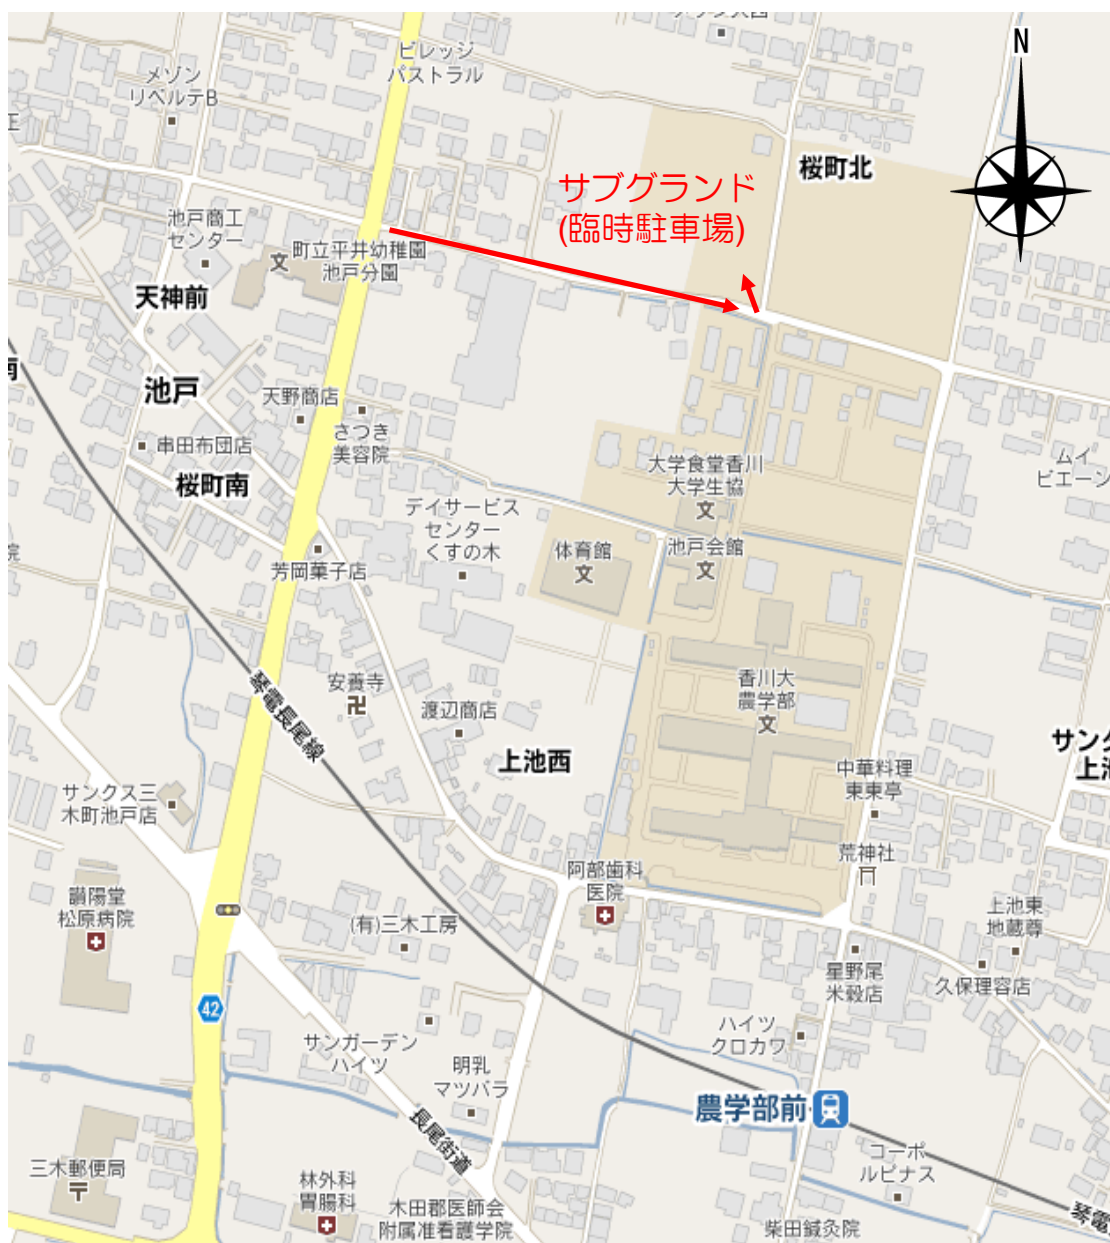 ビレッジ
パストラル
メゾン
リベルテB
N
桜町北
サブグランド
(臨時駐車場)
池戸商工
センター
町立平井幼稚園
池戸分園
文
天神前
池戸
天野商店
さつき
美容院
串田布団店
桜町南
大学食堂香川
大学生協
文
ムイ
ビエーン
デイサービス
センター
くすの木
体育館
文
池戸会館
文
芳岡菓子店
安養寺
卍
琴電長尾線
渡辺商店
香川大
農学部
文
上池西
サンク
上池
中華料理
東東亭
サンクス三
木町池戸店
荒神社
阿部歯科
医院
讃陽堂
松原病院
(有)三木工房
上池東
地蔵尊
星野尾
米穀店
久保理容店
42
サンガーデン
ハイツ
ハイツ
クロカワ
明乳
マツバラ
農学部前
長尾街道
コーポ
ルピナス
三木郵便局
〒
林外科
胃腸科
木田郡医師会
附属准看護学院
柴田鍼灸院
琴電